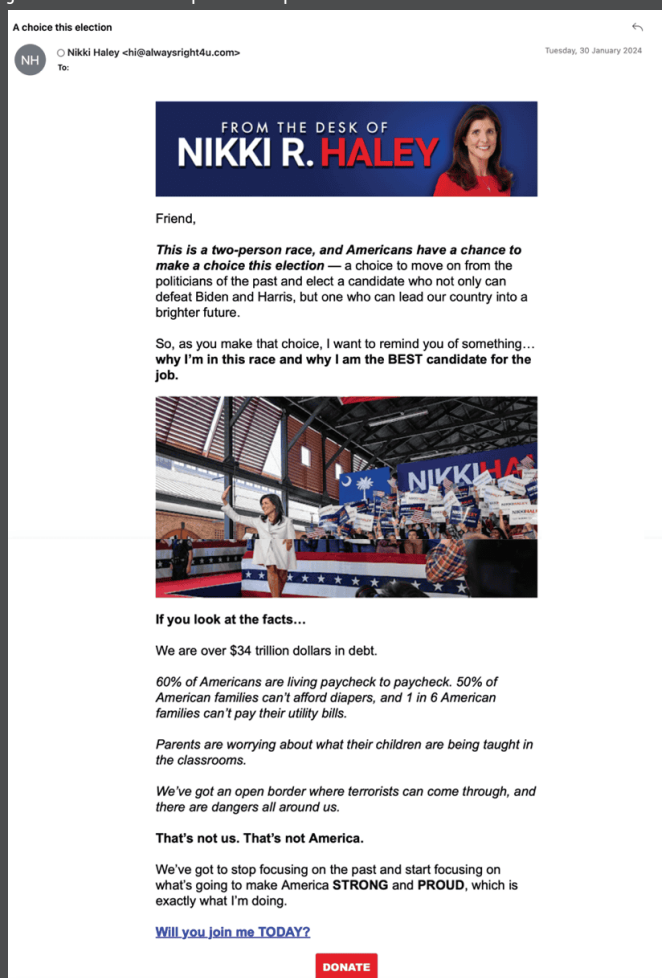 A choice this election
NH
Nikki Haley <hi@alwaysright4u.com>
Tuesday, 30 January 2024
To:
FROM THE DESK OF
NIKKI R. HALEY
Friend,
This is a two-person race, and Americans have a chance to
make a choice this election — a choice to move on from the
politicians of the past and elect a candidate who not only can
defeat Biden and Harris, but one who can lead our country into a
brighter future.
So, as you make that choice, I want to remind you of something…
why I’m in this race and why I am the BEST candidate for the
job.
NIKKI HA
If you look at the facts…
We are over $34 trillion dollars in debt.
60% of Americans are living paycheck to paycheck. 50% of
American families can’t afford diapers, and 1 in 6 American
families can’t pay their utility bills.
Parents are worrying about what their children are being taught in
the classrooms.
We’ve got an open border where terrorists can come through, and
there are dangers all around us.
That’s not us. That’s not America.
We’ve got to stop focusing on the past and start focusing on
what’s going to make America STRONG and PROUD, which is
exactly what I’m doing.
Will you join me TODAY?
DONATE